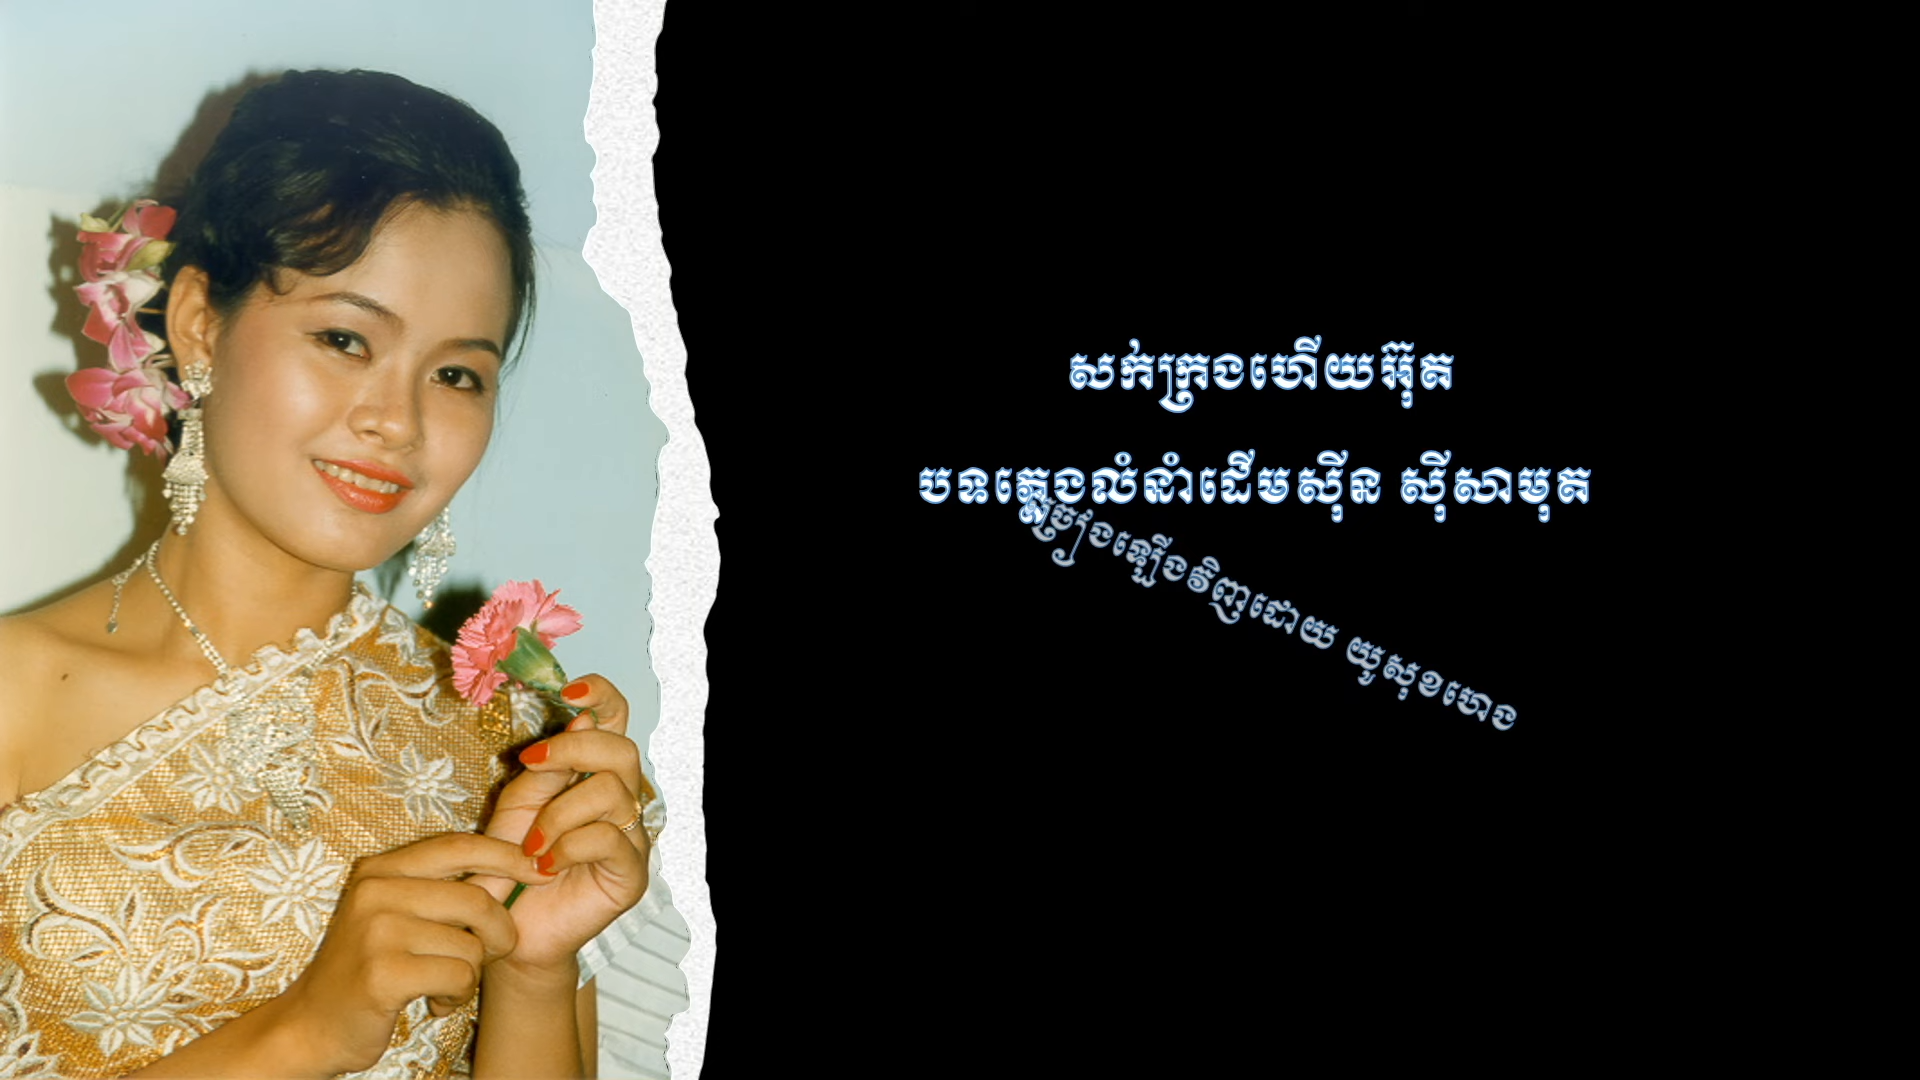 សក់ក្រងហើយអ៊ុត
បទភ្លេងលំនាំដើមស៊ីន ស៊ីសាមុត
ច្រៀងឡើងវិញដោយ យូសុខហេង